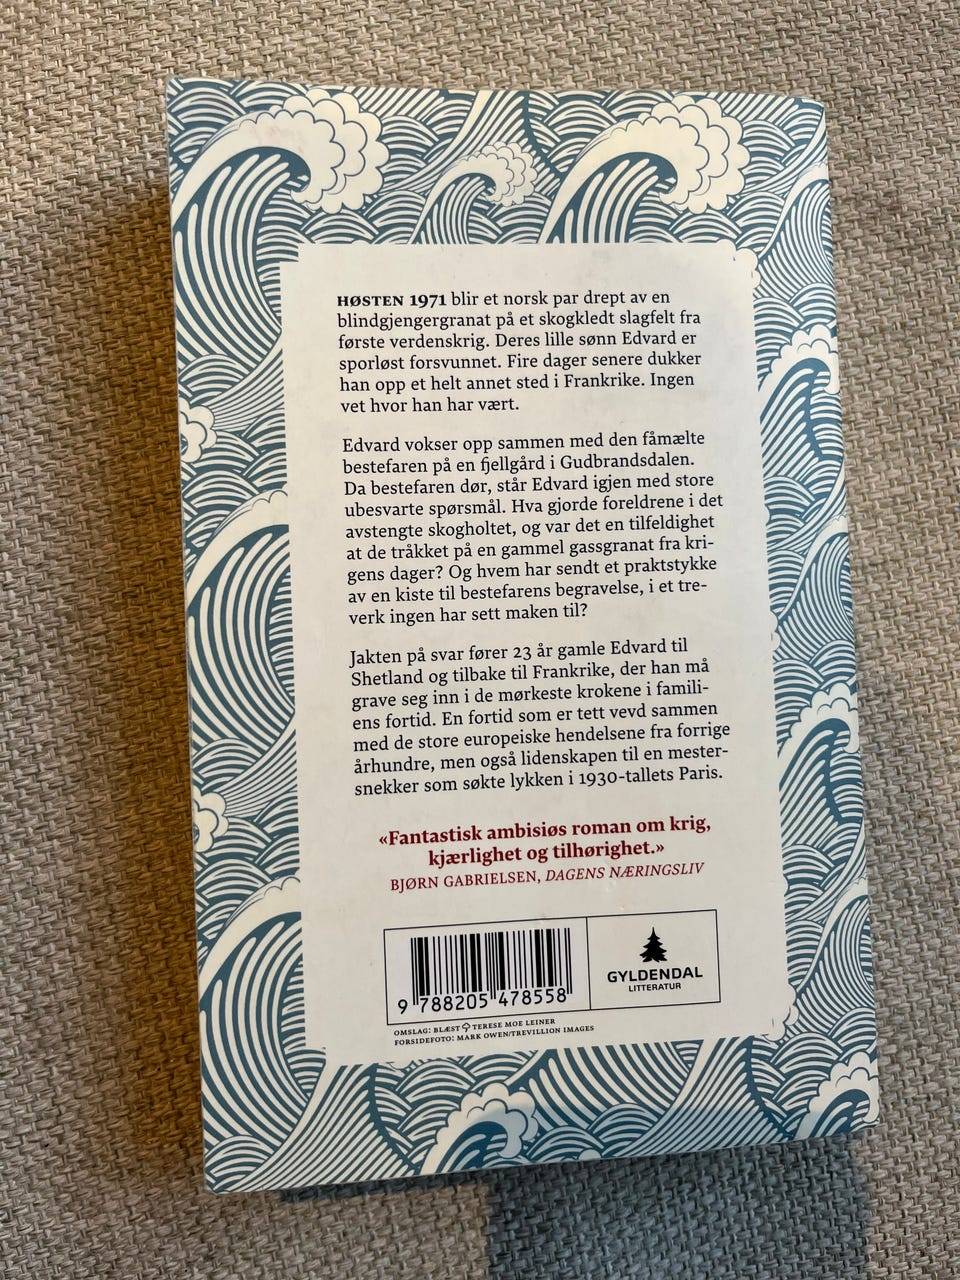 HØSTEN 1971 blir et norsk par drept av en
blindgjengergranat på et skogkledt slagfelt fra
første verdenskrig. Deres lille sønn Edvard er
sporløst forsvunnet. Fire dager senere dukker
han opp et helt annet sted i Frankrike. Ingen
vet hvor han har vært.
Edvard vokser opp sammen med den fåmælte
bestefaren på en fjellgård i Gudbrandsdalen.
Da bestefaren dør, står Edvard igjen med store
ubesvarte spørsmål. Hva gjorde foreldrene i det
avstengte skogholtet, og var det en tilfeldighet
at de tråkket på en gammel gassgranat fra kri-
gens dager? Og hvem har sendt et praktstykke
av en kiste til bestefarens begravelse, i et tre-
verk ingen har sett maken til?
Jakten på svar fører 23 år gamle Edvard til
Shetland og tilbake til Frankrike, der han må
grave seg inn i de mørkeste krokene i famili-
ens fortid. En fortid som er tett vevd sammen
med de store europeiske hendelsene fra forrige
århundre, men også lidenskapen til en mester-
snekker som søkte lykken i 1930-tallets Paris.
«Fantastisk ambisiøs roman om krig,
kjærlighet og tilhørighet.»
BJØRN GABRIELSEN, DAGENS NÆRINGSLIV
9 788205 478558
GYLDENDAL
LITTERATUR
OMSLAG: BLÆST TERESE MOE LEINER
FORSIDEFOTO: MARK OWEN/TREVILLION IMAGES